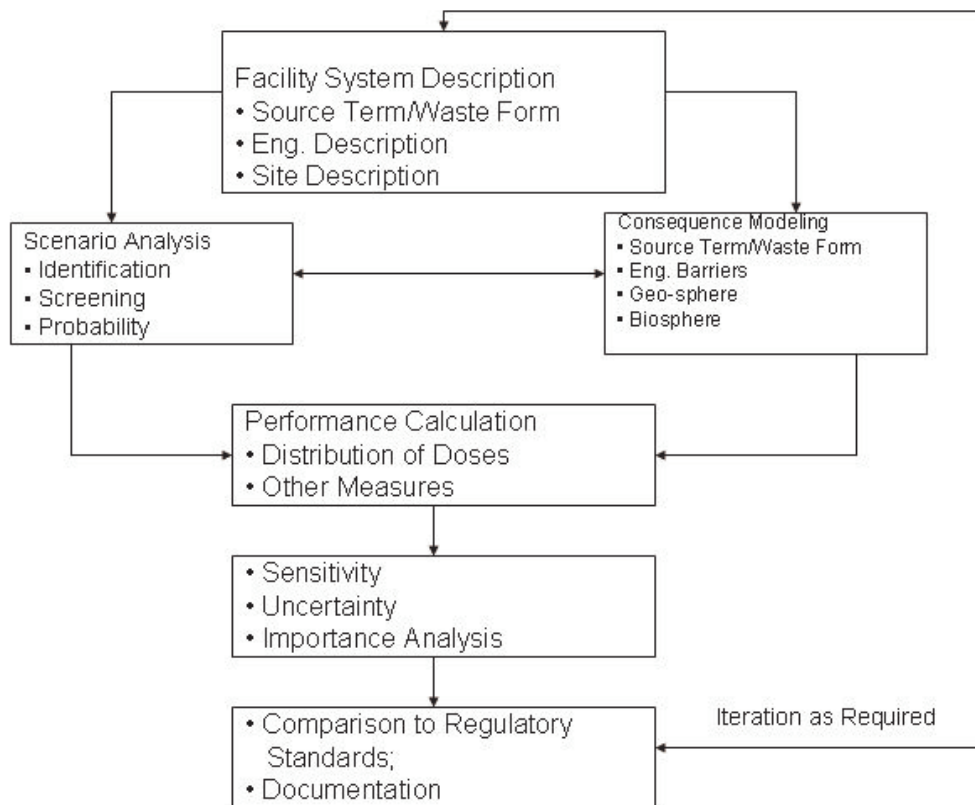 Facility System Description
• Source Term/Waste Form
• Eng. Description
• Site Description
Scenario Analysis
▪ Identification
▪ Screening
▪ Probability
Consequence Modeling
▪ Source Term/Waste Form
▪ Eng. Barriers
▪ Geo-sphere
▪ Biosphere
Performance Calculation
• Distribution of Doses
• Other Measures
• Sensitivity
• Uncertainty
• Importance Analysis
• Comparison to Regulatory
Standards;
• Documentation
Iteration as Required